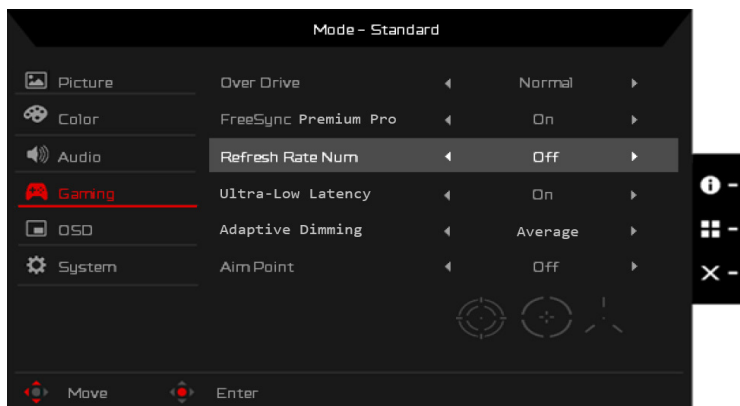 Mode - Standard
Picture
Over Drive Normal
Color
FreeSync Premium Pro On
Audio
Refresh Rate Num Off
Gaming
Ultra-Low Latency On
OSD
Adaptive Dimming Average
System
Aim Point Off
Move Enter